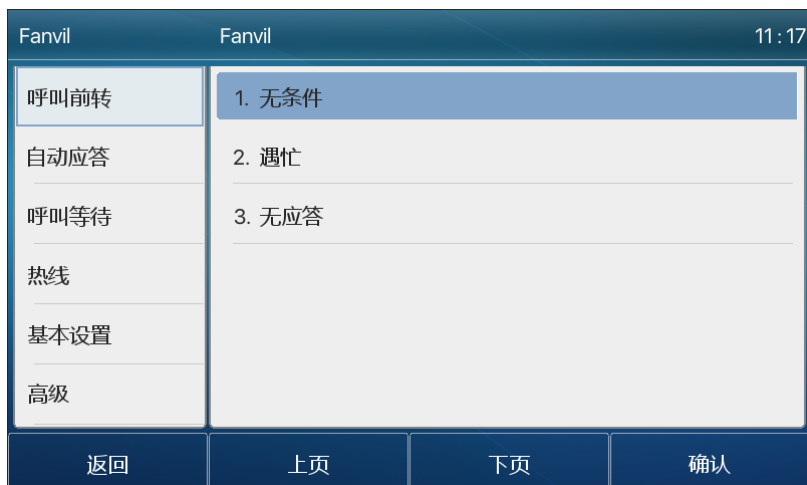 Fanvil
Fanvil
11:17
呼叫前转
自动应答
呼叫等待
热线
基本设置
高级
1. 无条件
2. 遇忙
3. 无应答
返回
上页
下页
确认